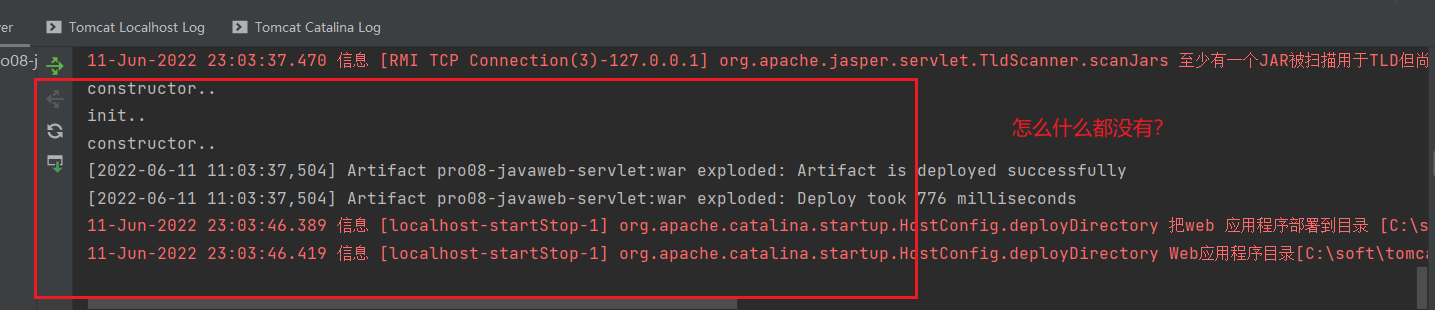 ver
Tomcat Localhost Log
Tomcat Catalina Log
ro08-j
11-Jun-2022 23:03:37.470 信息 [RMI TCP Connection(3)-127.0.0.1] org.apache.jasper.servlet.TldScanner.scanJars 至少有一个JAR被扫描用于TLD但尚
constructor..
init..
constructor..
怎么什么都没有?
[2022-06-11 11:03:37,504] Artifact pro08-javaweb-servlet:war exploded: Artifact is deployed successfully
[2022-06-11 11:03:37,504] Artifact pro08-javaweb-servlet:war exploded: Deploy took 776 milliseconds
11-Jun-2022 23:03:46.389 信息 [localhost-startStop-1] org.apache.catalina.startup.HostConfig.deployDirectory 把web 应用程序部署到目录 [C:\s
11-Jun-2022 23:03:46.419 信息 [localhost-startStop-1] org.apache.catalina.startup.HostConfig.deployDirectory Web应用程序目录[C:\soft\tomca